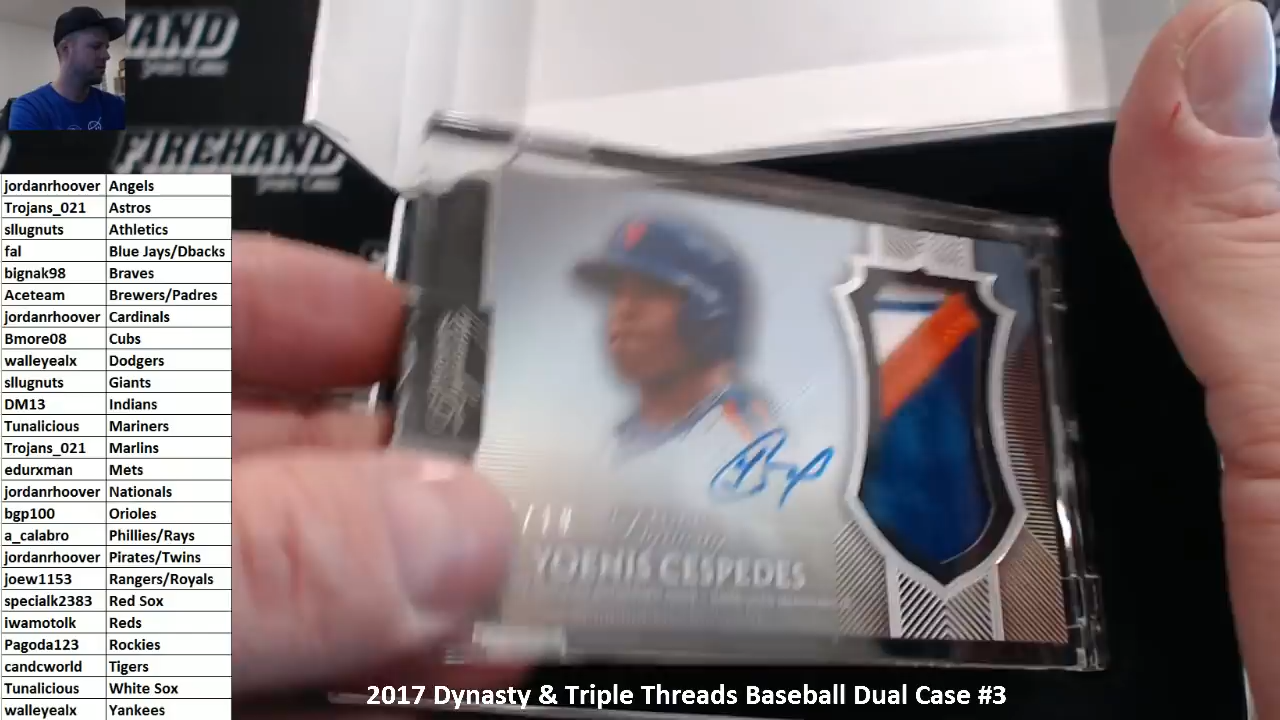 HAND
FIREHAND
jordanrhoover Angels
Trojans_021 Astros
sllugnuts Athletics
fal Blue Jays/Dbacks
bignak98 Braves
Aceteam Brewers/Padres
jordanrhoover Cardinals
Bmore08 Cubs
walleyealx Dodgers
sllugnuts Giants
DM13 Indians
Tunalicious Mariners
Trojans_021 Marlins
edurxman Mets
jordanrhoover Nationals
bgp100 Orioles
a_calabro Phillies/Rays
jordanrhoover Pirates/Twins
joew1153 Rangers/Royals
specialk2383 Red Sox
iwamotolk Reds
Pagoda123 Rockies
candcworld Tigers
Tunalicious White Sox
walleyealx Yankees
YOENIS CESPEDES
2017 Dynasty & Triple Threads Baseball Dual Case #3